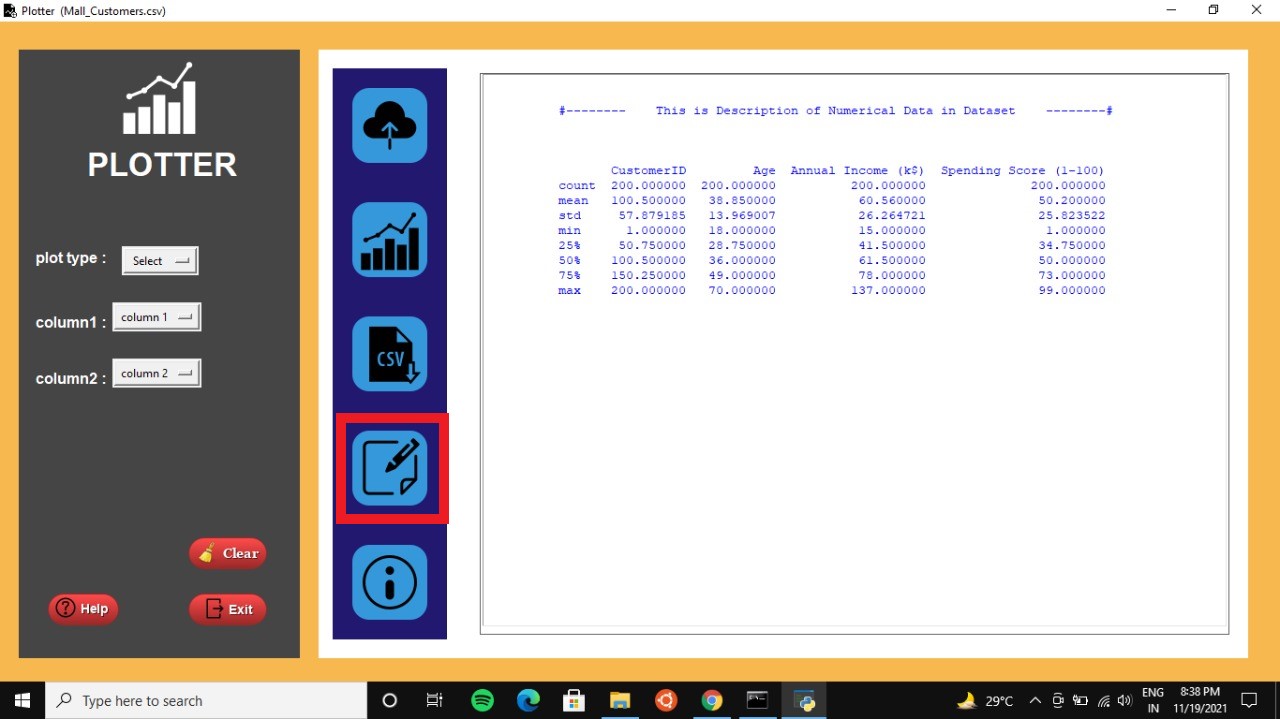 Plotter (Mall_Customers.csv)
PLOTTER
plot type : Select
column1 : column 1
column2 : column 2
Clear
Help
Exit
CSV
#-------- This is Description of Numerical Data in Dataset --------#
CustomerID Age Annual Income (k$) Spending Score (1-100)
count 200.000000 200.000000 200.000000 200.000000
mean 100.500000 38.850000 60.560000 50.200000
std 57.879185 13.969007 26.264721 25.823522
min 1.000000 18.000000 15.000000 1.000000
25% 50.750000 28.750000 41.500000 34.750000
50% 100.500000 36.000000 61.500000 50.000000
75% 150.250000 49.000000 78.000000 73.000000
max 200.000000 70.000000 137.000000 99.000000
Type here to search
29°C
ENG
IN
8:38 PM
11/19/2021